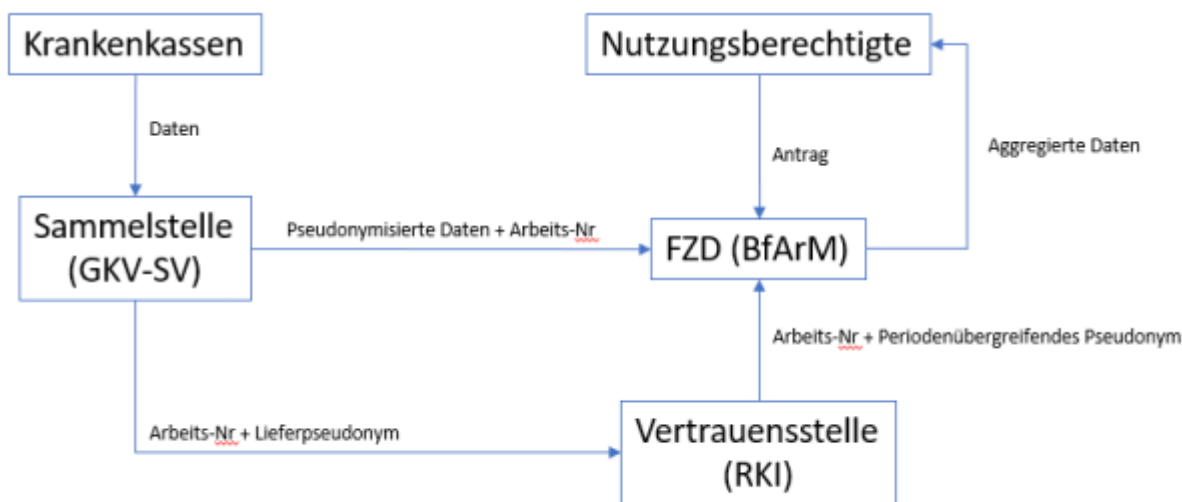 Krankenkassen
Nutzungsberechtigte
Daten
Antrag
Aggregierte Daten
Sammelstelle
(GKV-SV)
Pseudonymisierte Daten + Arbeits-Nr
FZD (BfArM)
Arbeits-Nr + Periodenübergreifendes Pseudonym
Arbeits-Nr + Lieferpseudonym
Vertrauensstelle
(RKI)